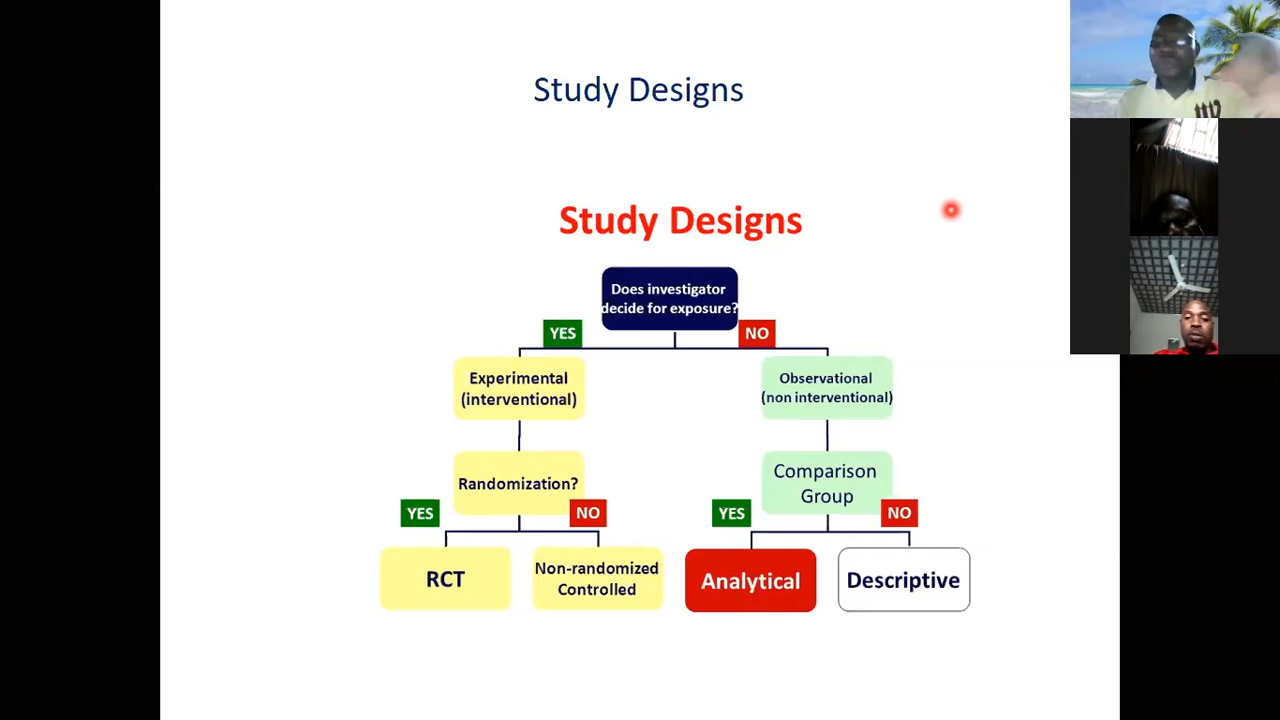 Study Designs
Study Designs
Does investigator
decide for exposure?
YES
NO
Experimental
(interventional)
Observational
(non interventional)
Randomization?
Comparison
Group
YES
NO
YES
NO
RCT
Non-randomized
Controlled
Analytical
Descriptive